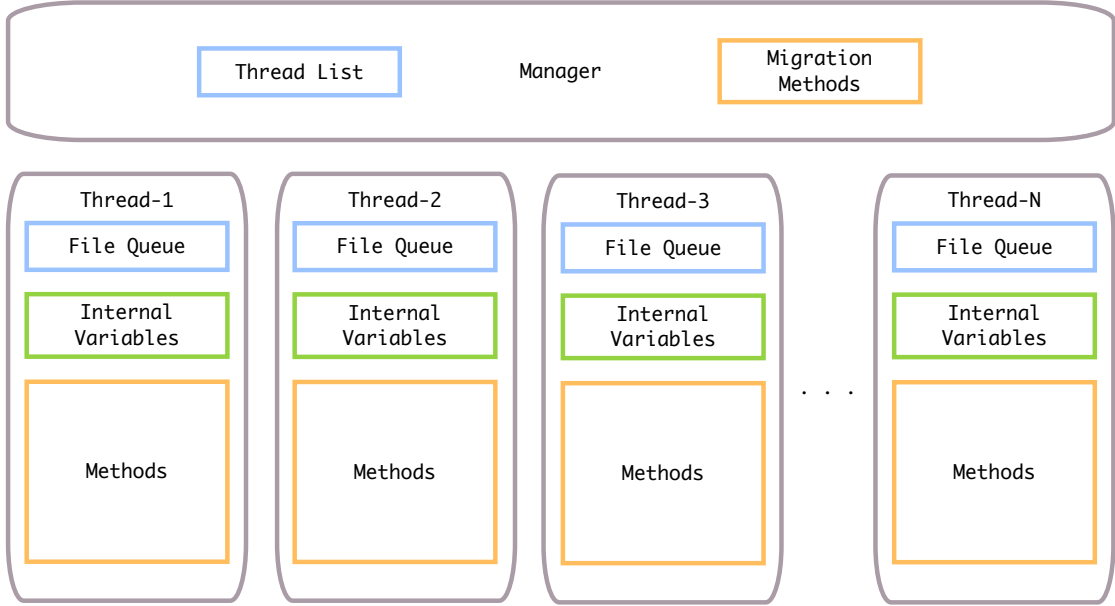 Thread List
Manager
Migration
Methods
Thread-1
File Queue
Internal
Variables
Methods
Thread-2
File Queue
Internal
Variables
Methods
Thread-3
File Queue
Internal
Variables
Methods
. . .
Thread-N
File Queue
Internal
Variables
Methods